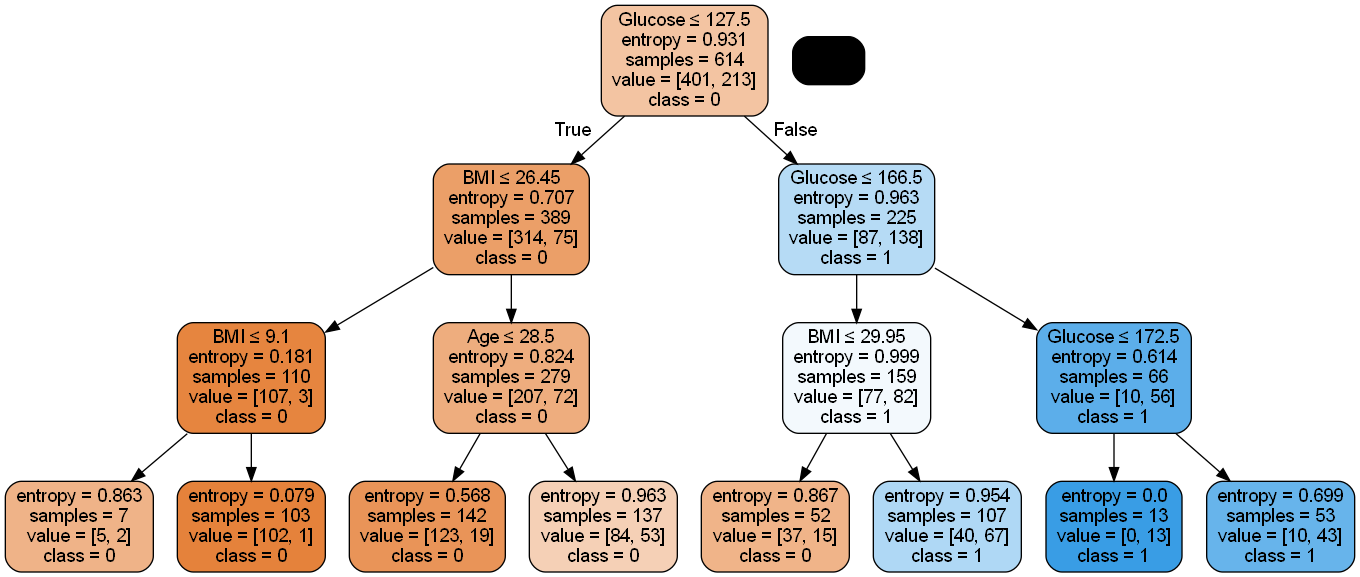 Glucose ≤ 127.5
entropy = 0.931
samples = 614
value = [401, 213]
class = 0
True
False
BMI ≤ 26.45
entropy = 0.707
samples = 389
value = [314, 75]
class = 0
Glucose ≤ 166.5
entropy = 0.963
samples = 225
value = [87, 138]
class = 1
BMI ≤ 9.1
entropy = 0.181
samples = 110
value = [107, 3]
class = 0
Age ≤ 28.5
entropy = 0.824
samples = 279
value = [207, 72]
class = 0
BMI ≤ 29.95
entropy = 0.999
samples = 159
value = [77, 82]
class = 1
Glucose ≤ 172.5
entropy = 0.614
samples = 66
value = [10, 56]
class = 1
entropy = 0.863
samples = 7
value = [5, 2]
class = 0
entropy = 0.079
samples = 103
value = [102, 1]
class = 0
entropy = 0.568
samples = 142
value = [123, 19]
class = 0
entropy = 0.963
samples = 137
value = [84, 53]
class = 0
entropy = 0.867
samples = 52
value = [37, 15]
class = 0
entropy = 0.954
samples = 107
value = [40, 67]
class = 1
entropy = 0.0
samples = 13
value = [0, 13]
class = 1
entropy = 0.699
samples = 53
value = [10, 43]
class = 1